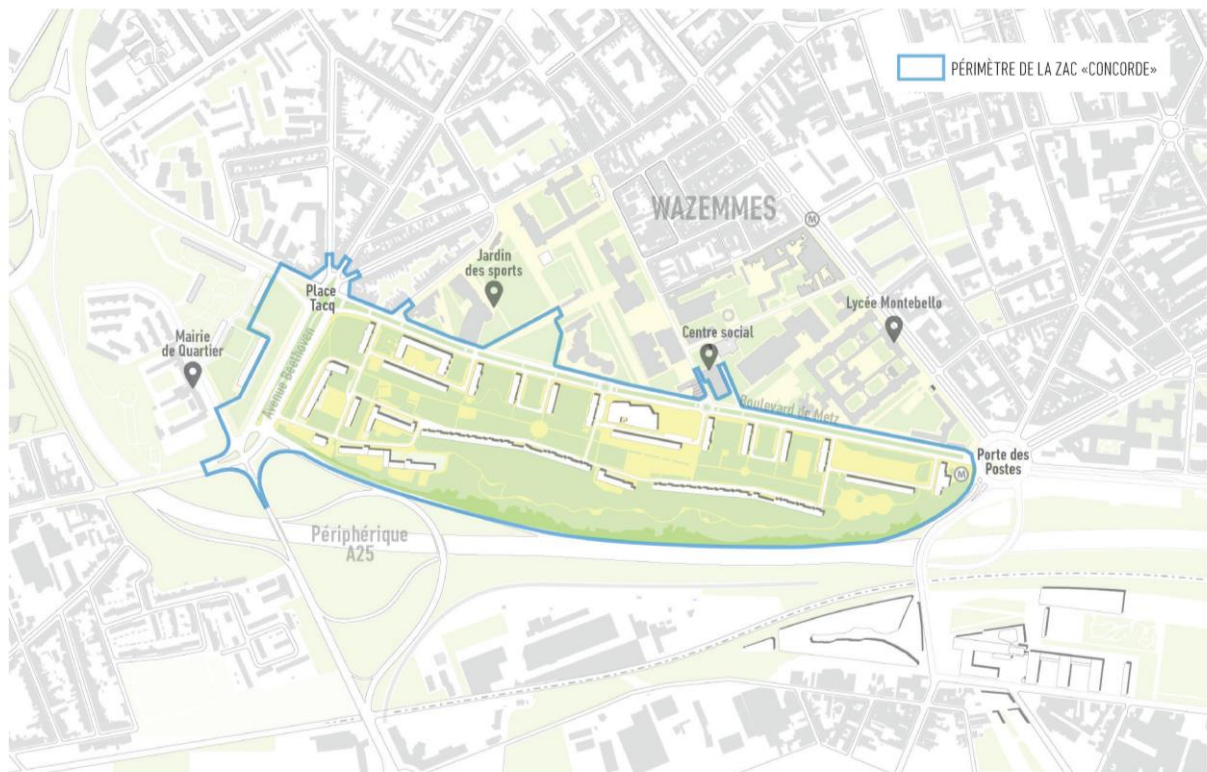 PÉRIMÈTRE DE LA ZAC «CONCORDE»
WAZEMMES
M
Jardin
des sports
Place
Tacq
Lycée Montebello
Centre social
Mairie
de Quartier
Avenue Beethoven
Boulevard de Metz
Porte des
Postes
M
Périphérique
A25